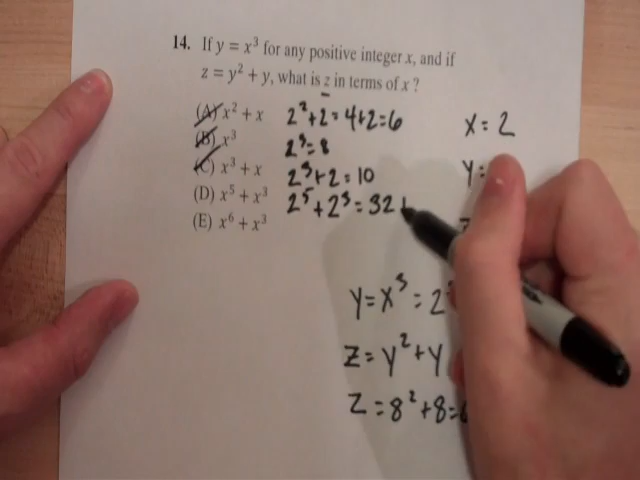 14. If y = x³ for any positive integer x, and if
z = y² + y, what is z in terms of x ?
(A) x² + x 2²+2=4+2=6
(B) x³ 2³=8
(C) x³ + x 2³+2=10
(D) x⁵ + x³ 2⁵+2³=32+
(E) x⁶ + x³
x=2
y=
y=x³=2
z=y²+y
z=8²+8=